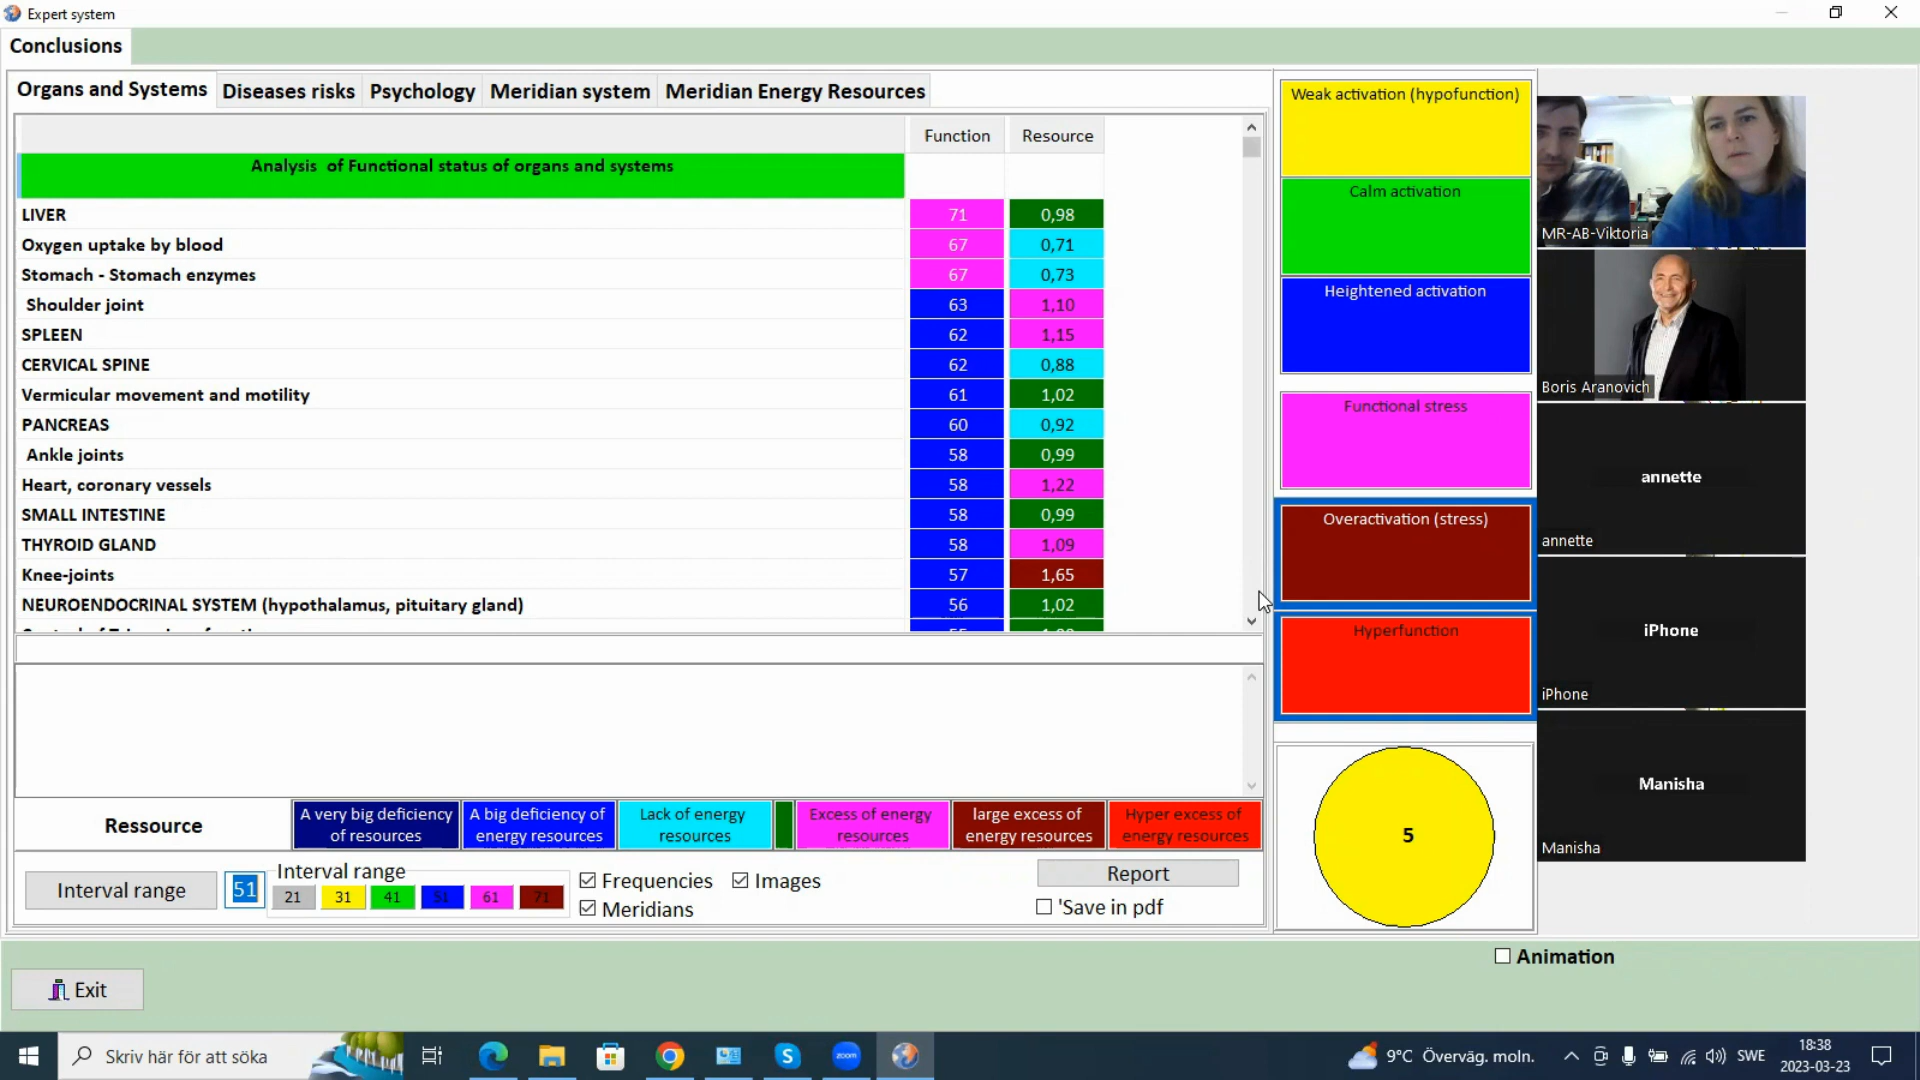 Expert system
Conclusions
Organs and Systems
Diseases risks
Psychology
Meridian system
Meridian Energy Resources
Function
Resource
Analysis of Functional status of organs and systems
LIVER 71 0,98
Oxygen uptake by blood 67 0,71
Stomach - Stomach enzymes 67 0,73
Shoulder joint 63 1,10
SPLEEN 62 1,15
CERVICAL SPINE 62 0,88
Vermicular movement and motility 61 1,02
PANCREAS 60 0,92
Ankle joints 58 0,99
Heart, coronary vessels 58 1,22
SMALL INTESTINE 58 0,99
THYROID GLAND 58 1,09
Knee-joints 57 1,65
NEUROENDOCRINAL SYSTEM (hypothalamus, pituitary gland) 56 1,02
Weak activation (hypofunction)
Calm activation
Heightened activation
Functional stress
Overactivation (stress)
Hyperfunction
5
MR-AB-Viktoria
Boris Aranovich
annette
annette
iPhone
iPhone
Manisha
Manisha
Ressource
A very big deficiency
of resources
A big deficiency of
energy resources
Lack of energy
resources
Excess of energy
resources
large excess of
energy resources
Hyper excess of
energy resources
Interval range
51
Interval range
21 31 41 51 61 71
Frequencies
Images
Meridians
Report
'Save in pdf
Animation
Exit
Skriv här för att söka
zoom
9°C Överväg. moln.
SWE
18:38
2023-03-23